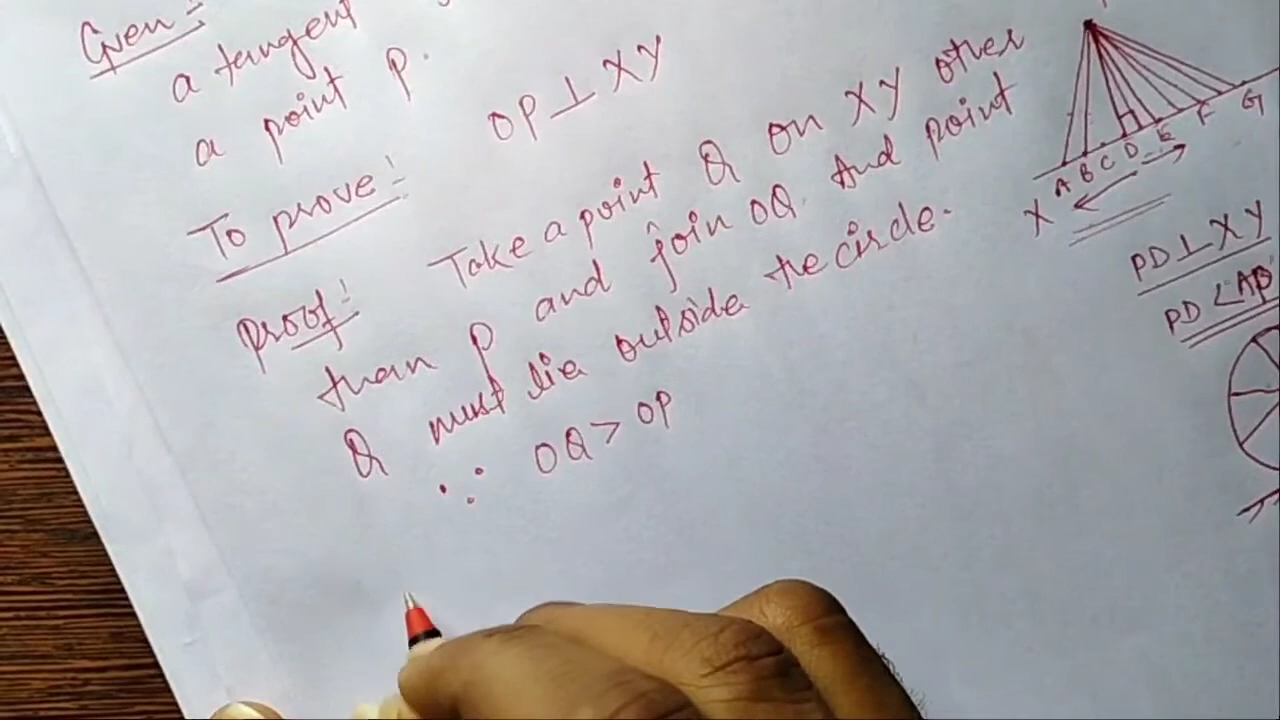 Given :-
a tangent
a point P.
To prove :- OP ⊥ XY
Proof :- Take a point Q on XY other
than P and join OQ. And point
Q must lie outside the circle.
∵ OQ > OP
A B C D E F G
X
PD ⊥ XY
PD < AB